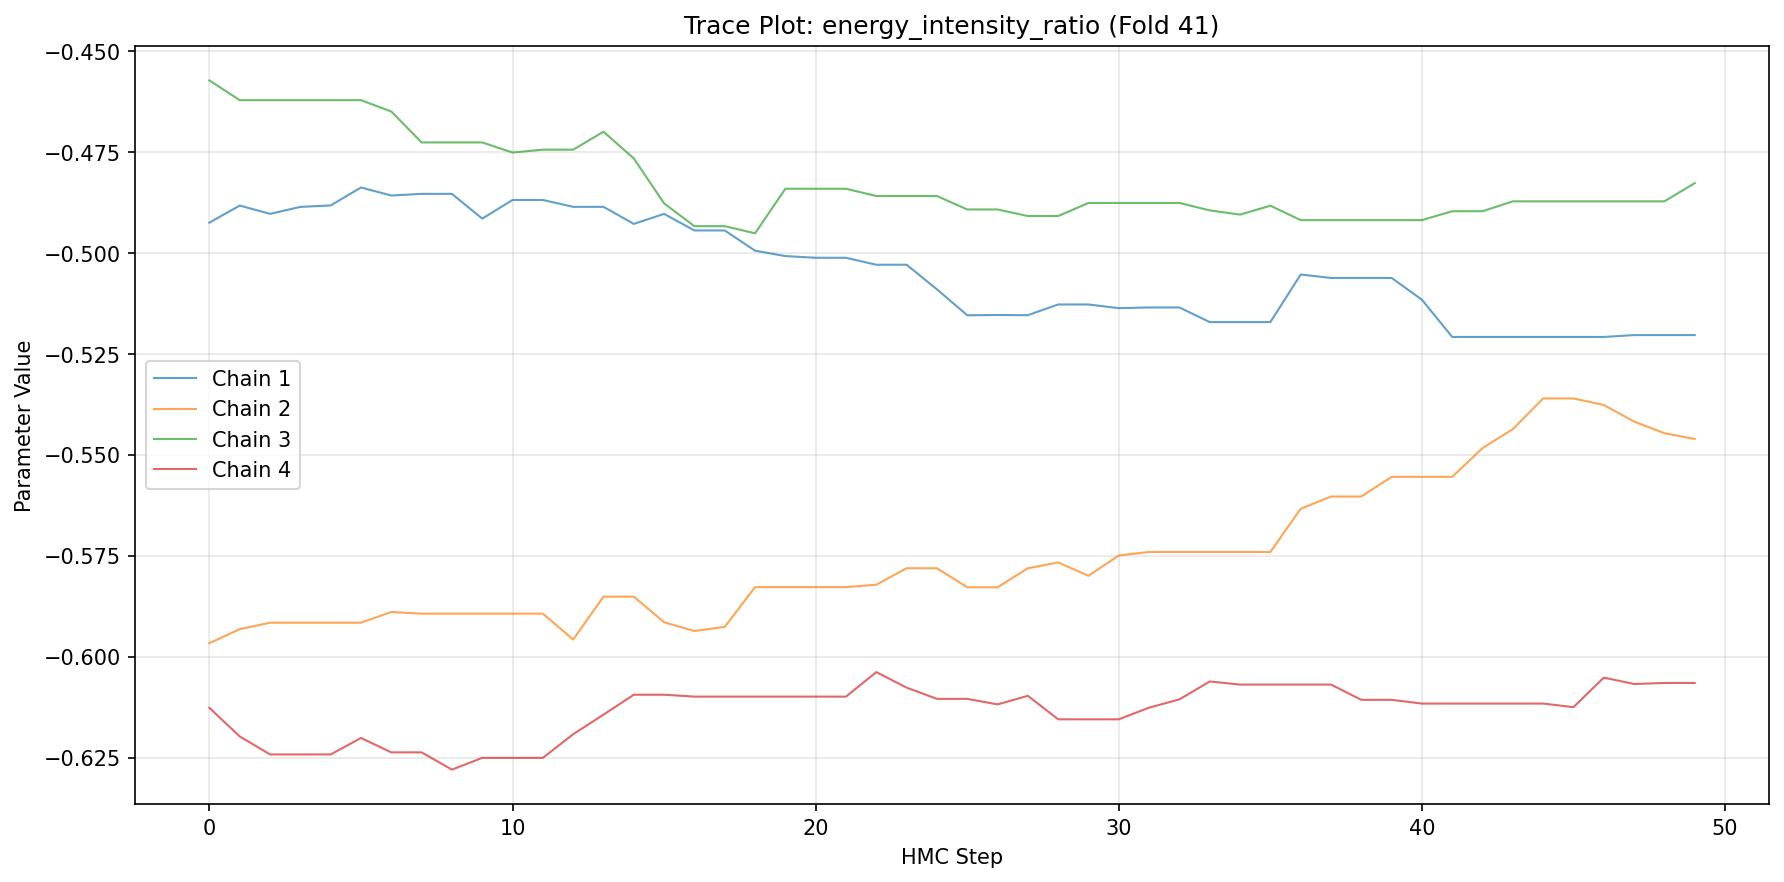 Trace Plot: energy_intensity_ratio (Fold 41)
Parameter Value
−0.450
−0.475
−0.500
−0.525
−0.550
−0.575
−0.600
−0.625
Chain 1
Chain 2
Chain 3
Chain 4
0 10 20 30 40 50
HMC Step